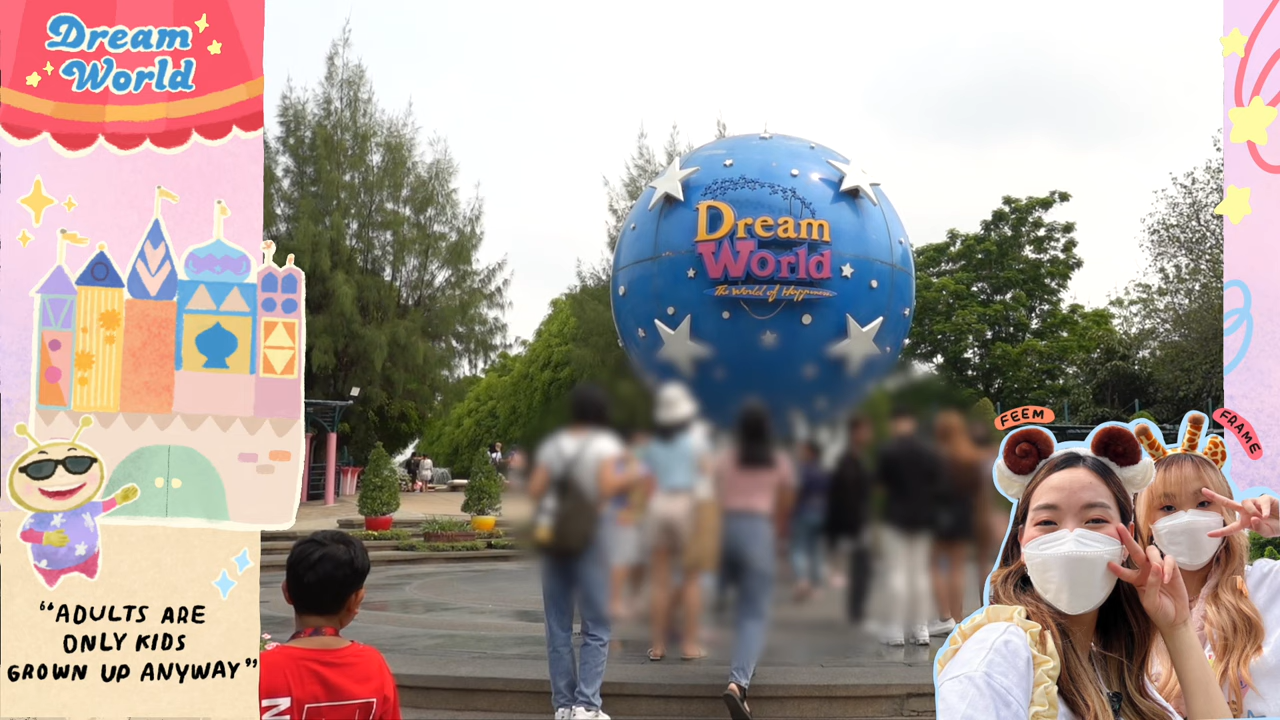 Dream
World
Dream
World
The World of Happiness
FEEM
FRAME
“ADULTS ARE
ONLY KIDS
GROWN UP ANYWAY”